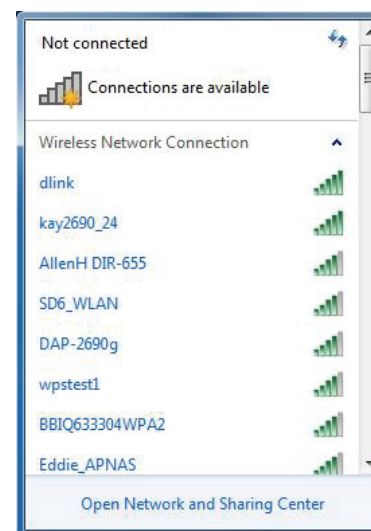 Not connected
Connections are available
Wireless Network Connection
dlink
kay2690_24
AllenH DIR-655
SD6_WLAN
DAP-2690g
wpstest1
BBIQ633304WPA2
Eddie_APNAS
Open Network and Sharing Center